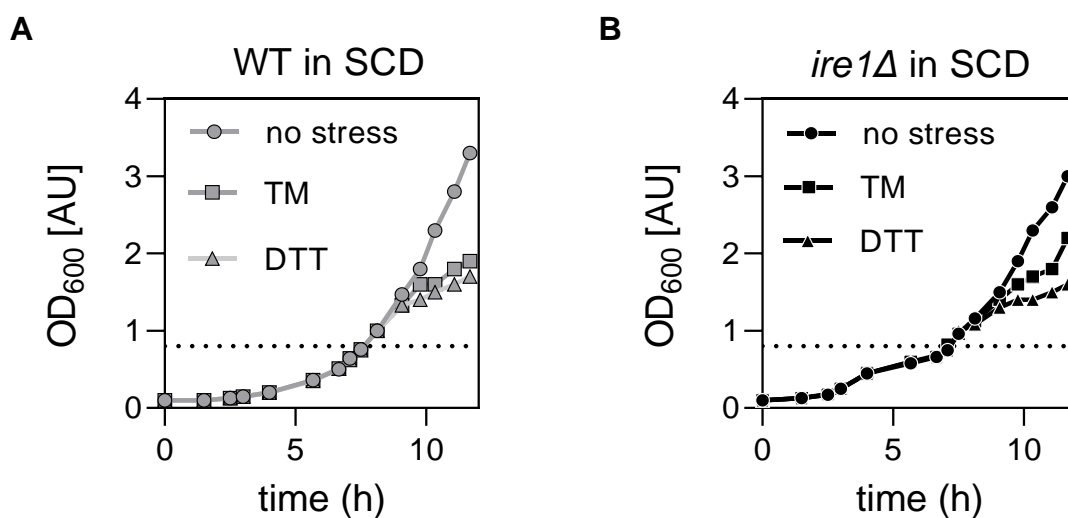 A
WT in SCD
4
3
2
1
0
OD600 [AU]
no stress
TM
DTT
0
5
10
time (h)
B
ire1Δ in SCD
4
3
2
1
0
OD600 [AU]
no stress
TM
DTT
0
5
10
time (h)